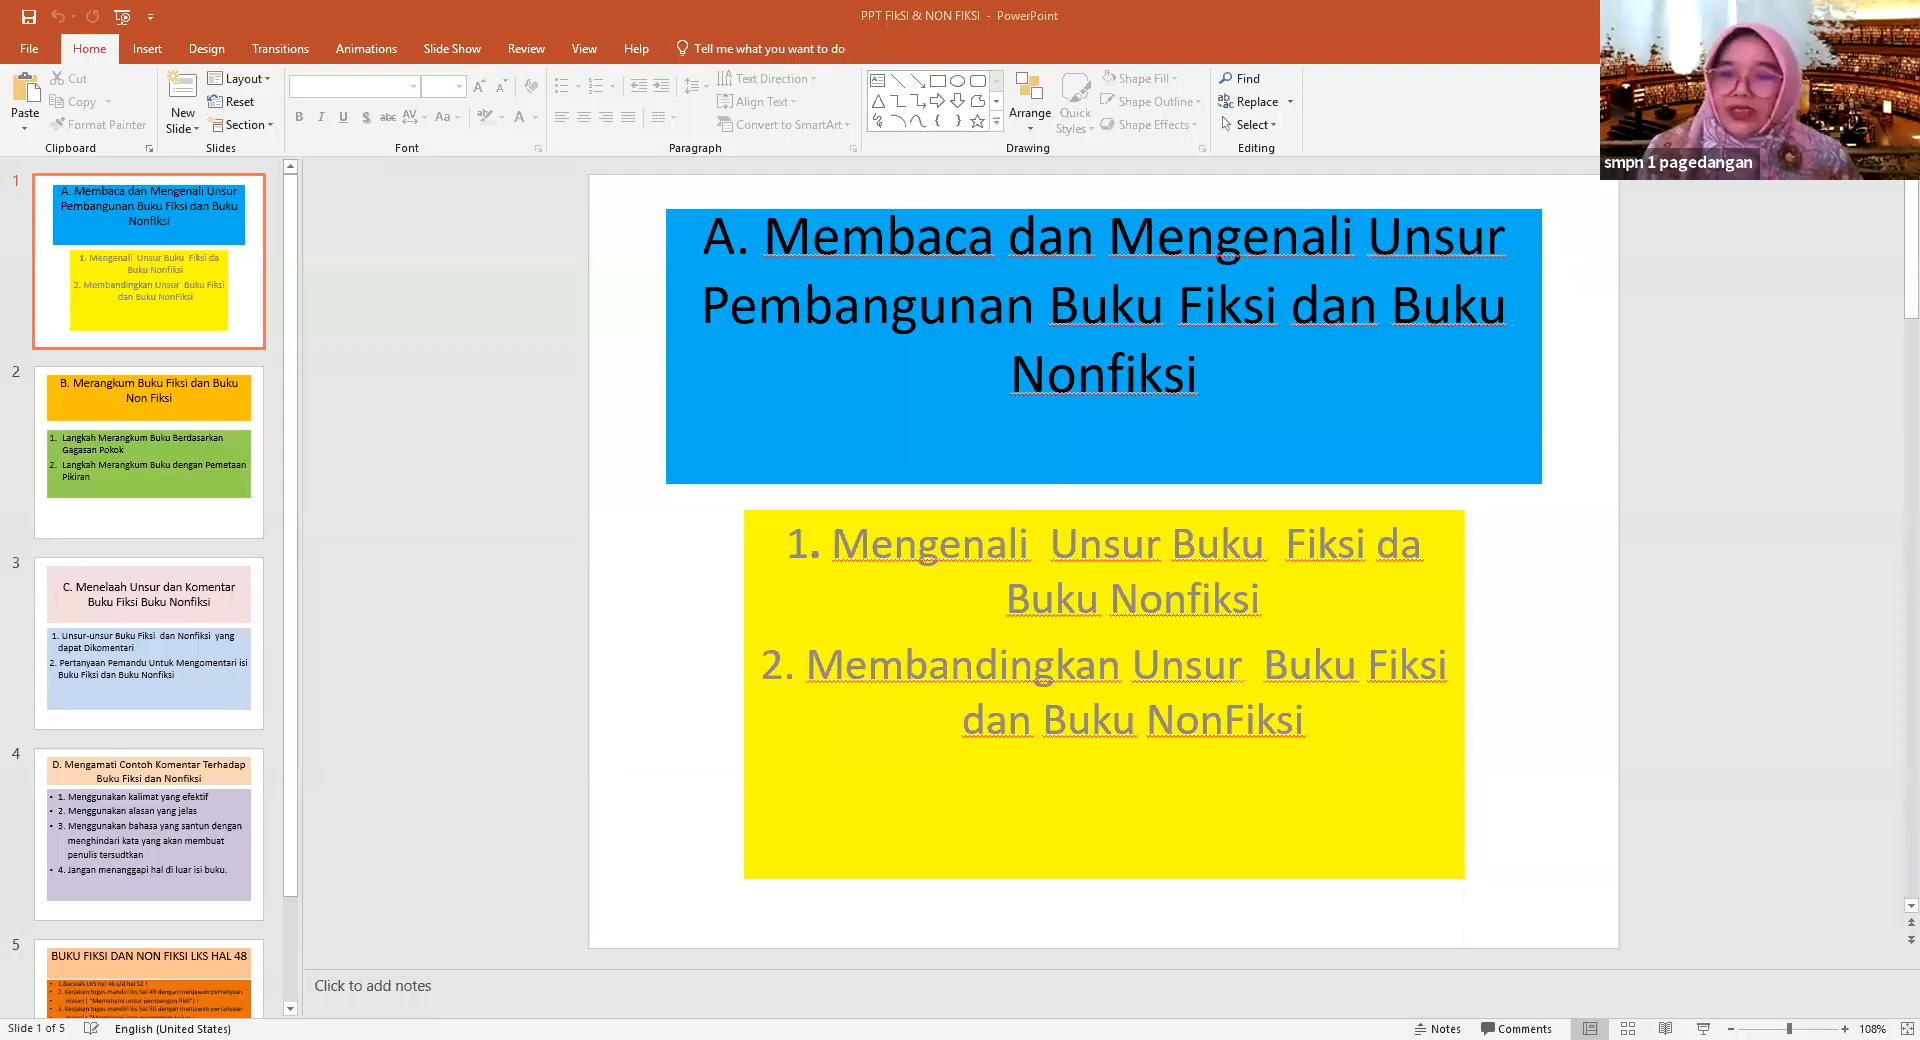 PPT FIKSI & NON FIKSI - PowerPoint
File Home Insert Design Transitions Animations Slide Show Review View Help Tell me what you want to do
Cut
Copy
Format Painter
Paste
Clipboard
New
Slide
Layout
Reset
Section
Slides
B I U S abc AV Aa A
Font
Text Direction
Align Text
Convert to SmartArt
Paragraph
Arrange
Quick
Styles
Shape Fill
Shape Outline
Shape Effects
Drawing
Find
Replace
Select
Editing
smpn 1 pagedangan
1
A. Membaca dan Mengenali Unsur
Pembangunan Buku Fiksi dan Buku
Nonfiksi
1. Mengenali Unsur Buku Fiksi da
Buku Nonfiksi
2. Membandingkan Unsur Buku Fiksi
dan Buku NonFiksi
2
B. Merangkum Buku Fiksi dan Buku
Non Fiksi
1. Langkah Merangkum Buku Berdasarkan
Gagasan Pokok
2. Langkah Merangkum Buku dengan Pemetaan
Pikiran
3
C. Menelaah Unsur dan Komentar
Buku Fiksi Buku Nonfiksi
1. Unsur-unsur Buku Fiksi dan Nonfiksi yang
dapat Dikomentari
2. Pertanyaan Pemandu Untuk Mengomentari isi
Buku Fiksi dan Buku Nonfiksi
4
D. Mengamati Contoh Komentar Terhadap
Buku Fiksi dan Nonfiksi
• 1. Menggunakan kalimat yang efektif
• 2. Menggunakan alasan yang jelas
• 3. Menggunakan bahasa yang santun dengan
menghindari kata yang akan membuat
penulis tersudtkan
• 4. Jangan menanggapi hal di luar isi buku.
5
BUKU FIKSI DAN NON FIKSI LKS HAL 48
A. Membaca dan Mengenali Unsur
Pembangunan Buku Fiksi dan Buku
Nonfiksi
1. Mengenali Unsur Buku Fiksi da
Buku Nonfiksi
2. Membandingkan Unsur Buku Fiksi
dan Buku NonFiksi
Click to add notes
Slide 1 of 5 English (United States) Notes Comments 108%